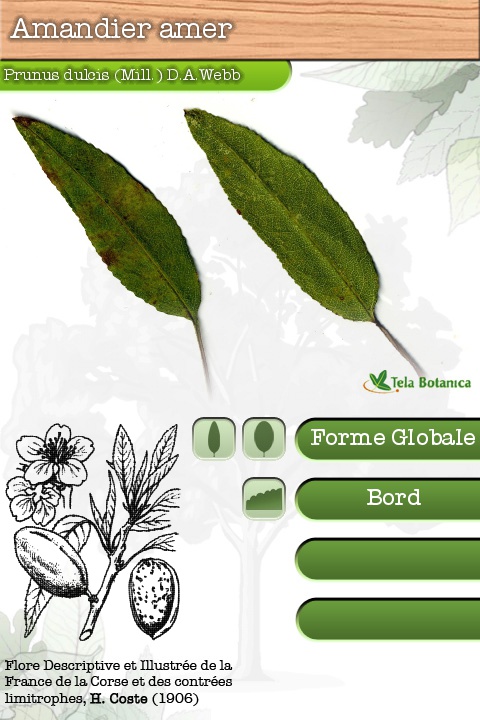 Amandier amer
Prunus dulcis (Mill. ) D.A.Webb
Tela Botanica
Forme Globale
Bord
Flore Descriptive et Illustrée de la
France de la Corse et des contrées
limitrophes, H. Coste (1906)